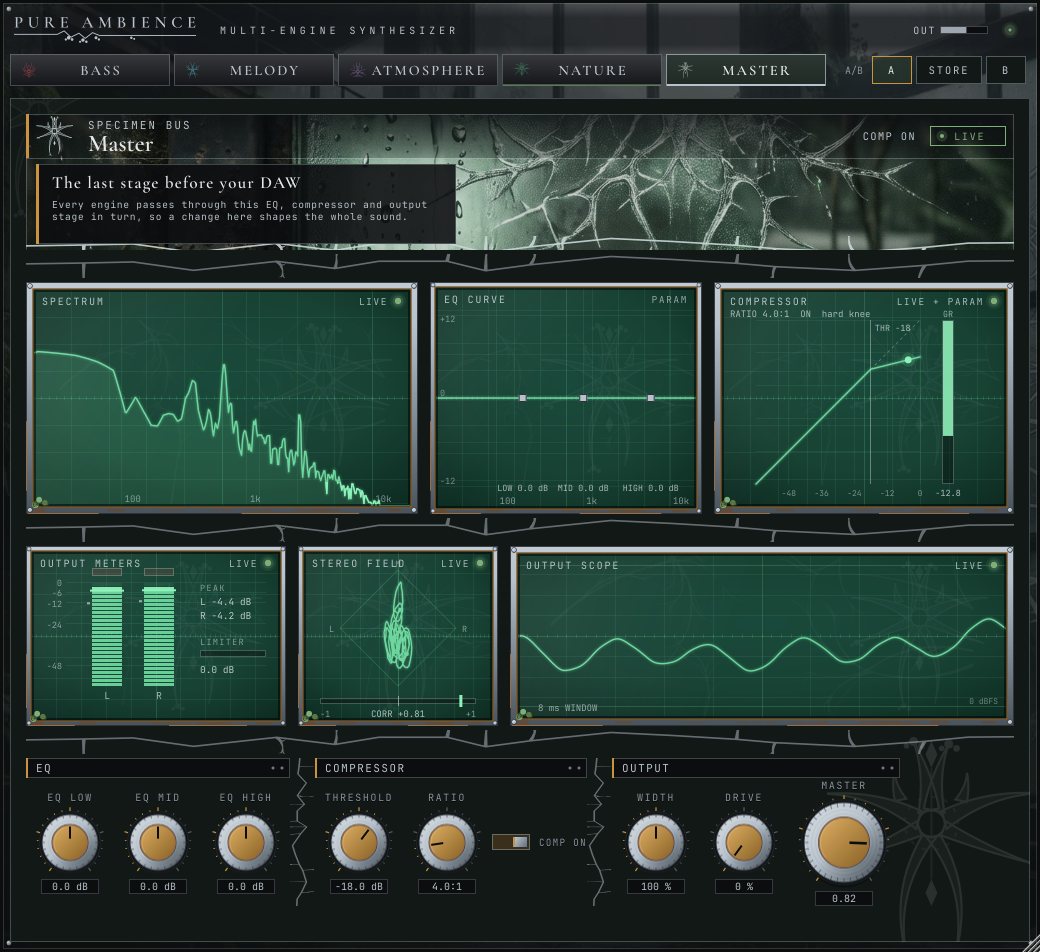 PURE AMBIENCE
MULTI-ENGINE SYNTHESIZER
OUT
BASS
MELODY
ATMOSPHERE
NATURE
MASTER
A/B
A
STORE
B
SPECIMEN BUS
Master
COMP ON
LIVE
The last stage before your DAW
Every engine passes through this EQ, compressor and output
stage in turn, so a change here shapes the whole sound.
SPECTRUM
LIVE
100
1k
10k
EQ CURVE
PARAM
+12
0
-12
LOW 0.0 dB MID 0.0 dB HIGH 0.0 dB
100
1k
10k
COMPRESSOR
LIVE + PARAM
RATIO 4.0:1 ON hard knee
GR
THR -18
-48
-36
-24
-12
0
-12.8
OUTPUT METERS
LIVE
0
-6
-12
-24
-48
L
R
PEAK
L -4.4 dB
R -4.2 dB
LIMITER
0.0 dB
STEREO FIELD
LIVE
L
R
-1
CORR +0.81
+1
OUTPUT SCOPE
LIVE
8 ms WINDOW
0 dBFS
EQ
EQ LOW
EQ MID
EQ HIGH
0.0 dB
0.0 dB
0.0 dB
COMPRESSOR
THRESHOLD
RATIO
COMP ON
-18.0 dB
4.0:1
OUTPUT
WIDTH
DRIVE
MASTER
100 %
0 %
0.82